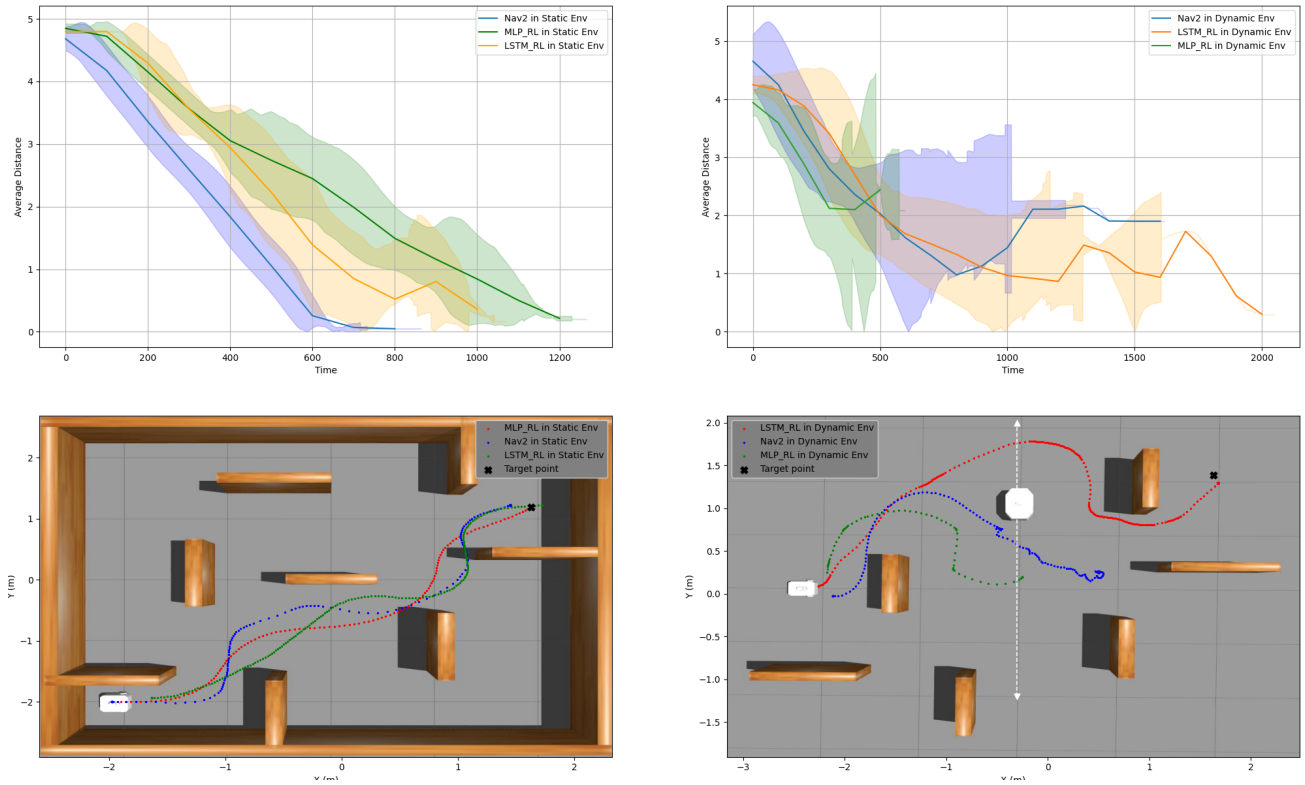 5
4
3
2
1
0
Average Distance
0
200
400
600
800
1000
1200
Time
Nav2 in Static Env
MLP_RL in Static Env
LSTM_RL in Static Env
5
4
3
2
1
0
Average Distance
0
500
1000
1500
2000
Time
Nav2 in Dynamic Env
LSTM_RL in Dynamic Env
MLP_RL in Dynamic Env
2
1
0
−1
−2
Y (m)
−2
−1
0
1
2
X (m)
MLP_RL in Static Env
Nav2 in Static Env
LSTM_RL in Static Env
Target point
2.0
1.5
1.0
0.5
0.0
−0.5
−1.0
−1.5
Y (m)
−3
−2
−1
0
1
2
X (m)
LSTM_RL in Dynamic Env
Nav2 in Dynamic Env
MLP_RL in Dynamic Env
Target point